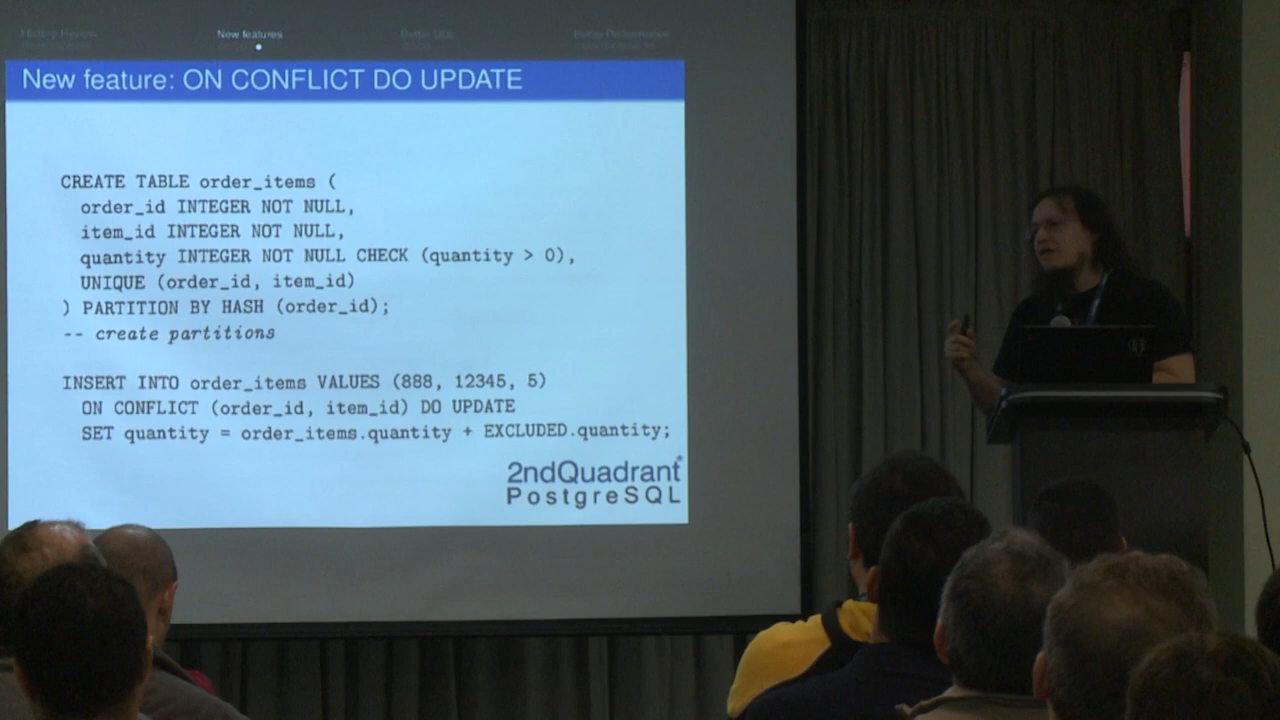 New features
New feature: ON CONFLICT DO UPDATE
CREATE TABLE order_items (
order_id INTEGER NOT NULL,
item_id INTEGER NOT NULL,
quantity INTEGER NOT NULL CHECK (quantity > 0),
UNIQUE (order_id, item_id)
) PARTITION BY HASH (order_id);
-- create partitions
INSERT INTO order_items VALUES (888, 12345, 5)
ON CONFLICT (order_id, item_id) DO UPDATE
SET quantity = order_items.quantity + EXCLUDED.quantity;
2ndQuadrant
PostgreSQL